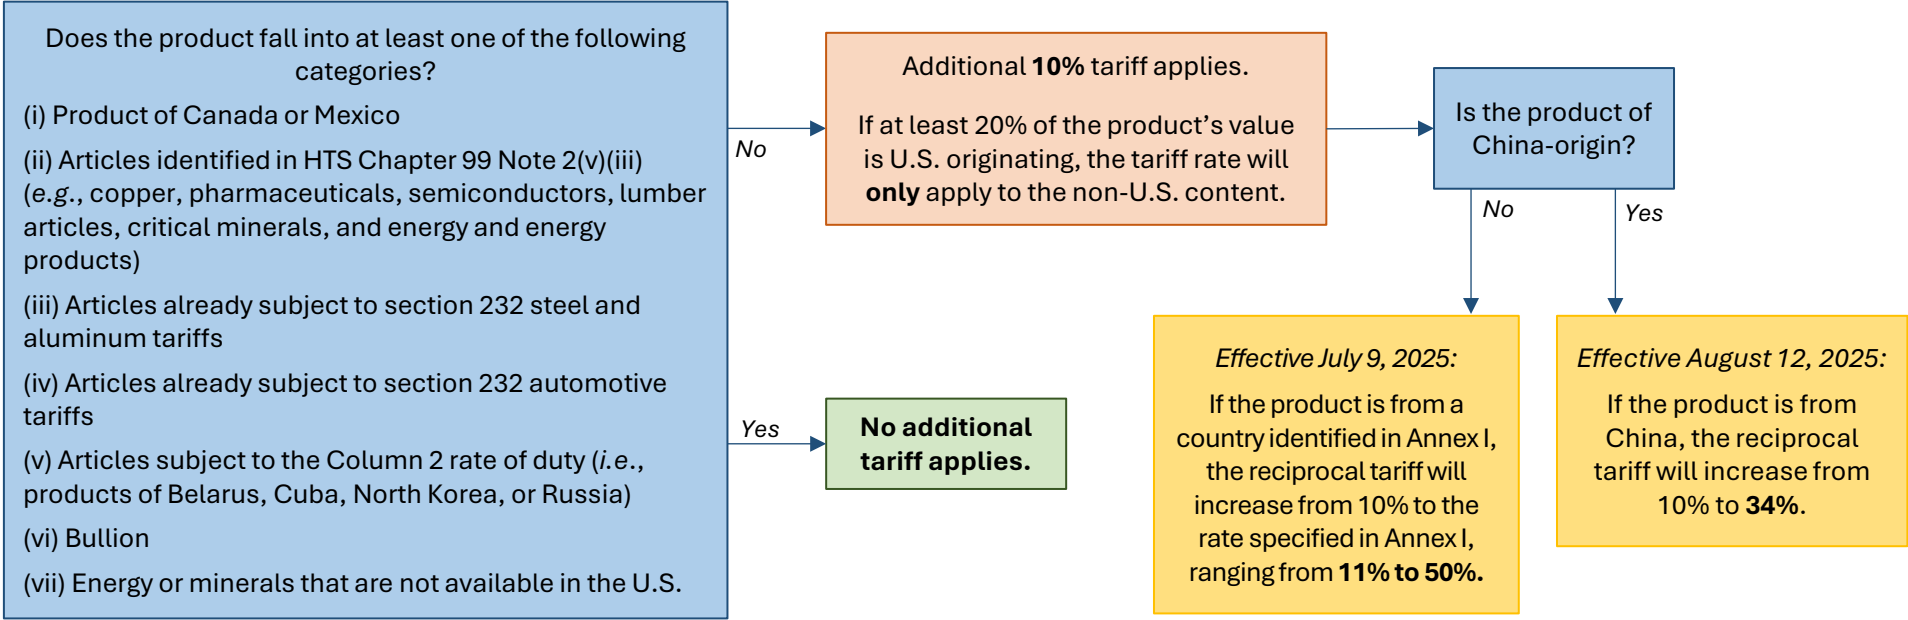 Does the product fall into at least one of the following
categories?
(i) Product of Canada or Mexico
(ii) Articles identified in HTS Chapter 99 Note 2(v)(iii)
(e.g., copper, pharmaceuticals, semiconductors, lumber
articles, critical minerals, and energy and energy
products)
(iii) Articles already subject to section 232 steel and
aluminum tariffs
(iv) Articles already subject to section 232 automotive
tariffs
(v) Articles subject to the Column 2 rate of duty (i.e.,
products of Belarus, Cuba, North Korea, or Russia)
(vi) Bullion
(vii) Energy or minerals that are not available in the U.S.
No
Additional 10% tariff applies.
If at least 20% of the product’s value
is U.S. originating, the tariff rate will
only apply to the non-U.S. content.
Is the product of
China-origin?
No
Yes
Yes
No additional
tariff applies.
Effective July 9, 2025:
If the product is from a
country identified in Annex I,
the reciprocal tariff will
increase from 10% to the
rate specified in Annex I,
ranging from 11% to 50%.
Effective August 12, 2025:
If the product is from
China, the reciprocal
tariff will increase from
10% to 34%.